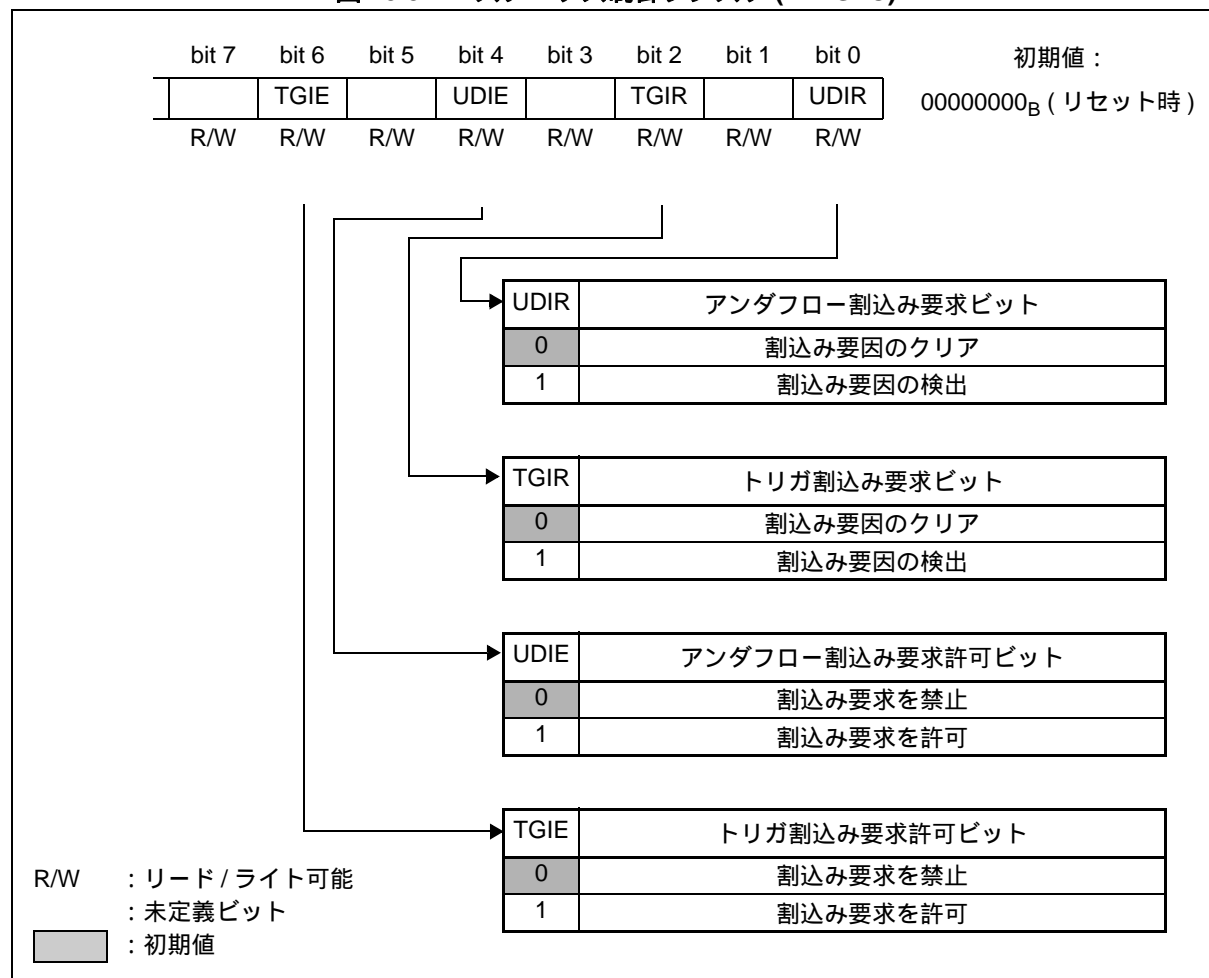 bit 7 bit 6 bit 5 bit 4 bit 3 bit 2 bit 1 bit 0 初期値：
TGIE UDIE TGIR UDIR 00000000B ( リセット時 )
R/W R/W R/W R/W R/W R/W R/W R/W
UDIR アンダフロー割込み要求ビット
0 割込み要因のクリア
1 割込み要因の検出
TGIR トリガ割込み要求ビット
0 割込み要因のクリア
1 割込み要因の検出
UDIE アンダフロー割込み要求許可ビット
0 割込み要求を禁止
1 割込み要求を許可
TGIE トリガ割込み要求許可ビット
0 割込み要求を禁止
1 割込み要求を許可
R/W ：リード / ライト可能
：未定義ビット
：初期値